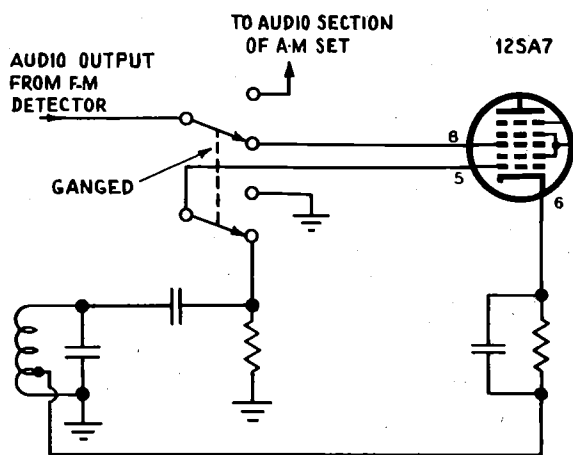 TO AUDIO SECTION
OF A-M SET
12SA7
AUDIO OUTPUT
FROM F-M
DETECTOR
8
GANGED
5
6